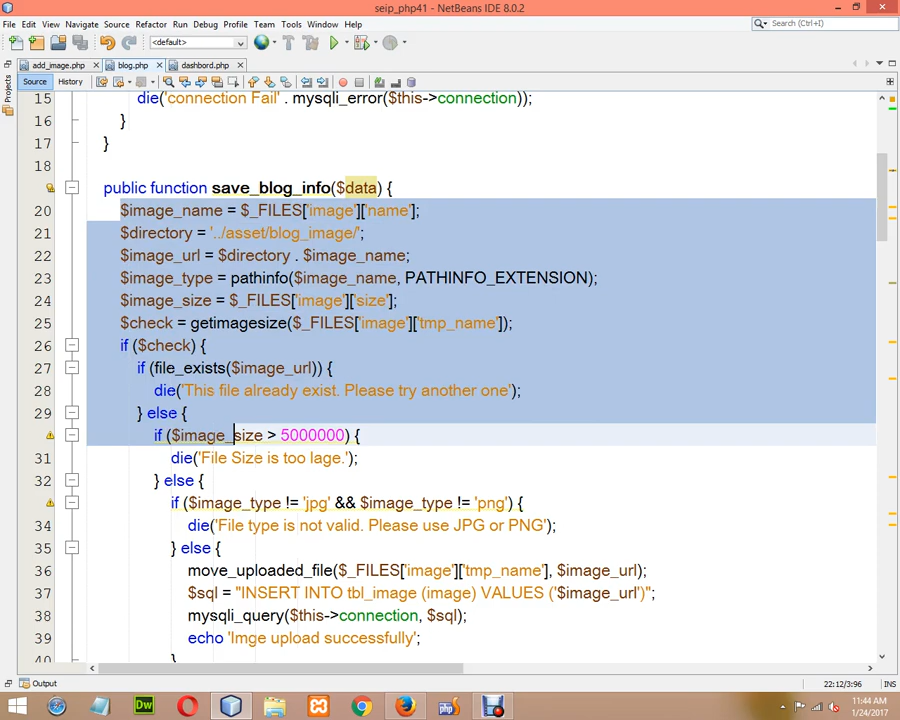 seip_php41 - NetBeans IDE 8.0.2
File Edit View Navigate Source Refactor Run Debug Profile Team Tools Window Help
Search (Ctrl+I)
<default>
add_image.php blog.php dashbord.php
Projects
Source History
15 die('connection Fail' . mysqli_error($this->connection));
16 }
17 }
18
public function save_blog_info($data) {
20 $image_name = $_FILES['image']['name'];
21 $directory = '../asset/blog_image/';
22 $image_url = $directory . $image_name;
23 $image_type = pathinfo($image_name, PATHINFO_EXTENSION);
24 $image_size = $_FILES['image']['size'];
25 $check = getimagesize($_FILES['image']['tmp_name']);
26 if ($check) {
27 if (file_exists($image_url)) {
28 die('This file already exist. Please try another one');
29 } else {
if ($image_size > 5000000) {
31 die('File Size is too lage.');
32 } else {
if ($image_type != 'jpg' && $image_type != 'png') {
34 die('File type is not valid. Please use JPG or PNG');
35 } else {
36 move_uploaded_file($_FILES['image']['tmp_name'], $image_url);
37 $sql = "INSERT INTO tbl_image (image) VALUES ('$image_url')";
38 mysqli_query($this->connection, $sql);
39 echo 'Imge upload successfully';
40 }
Output
22:12/3:96 INS
Dw php
11:44 AM
1/24/2017